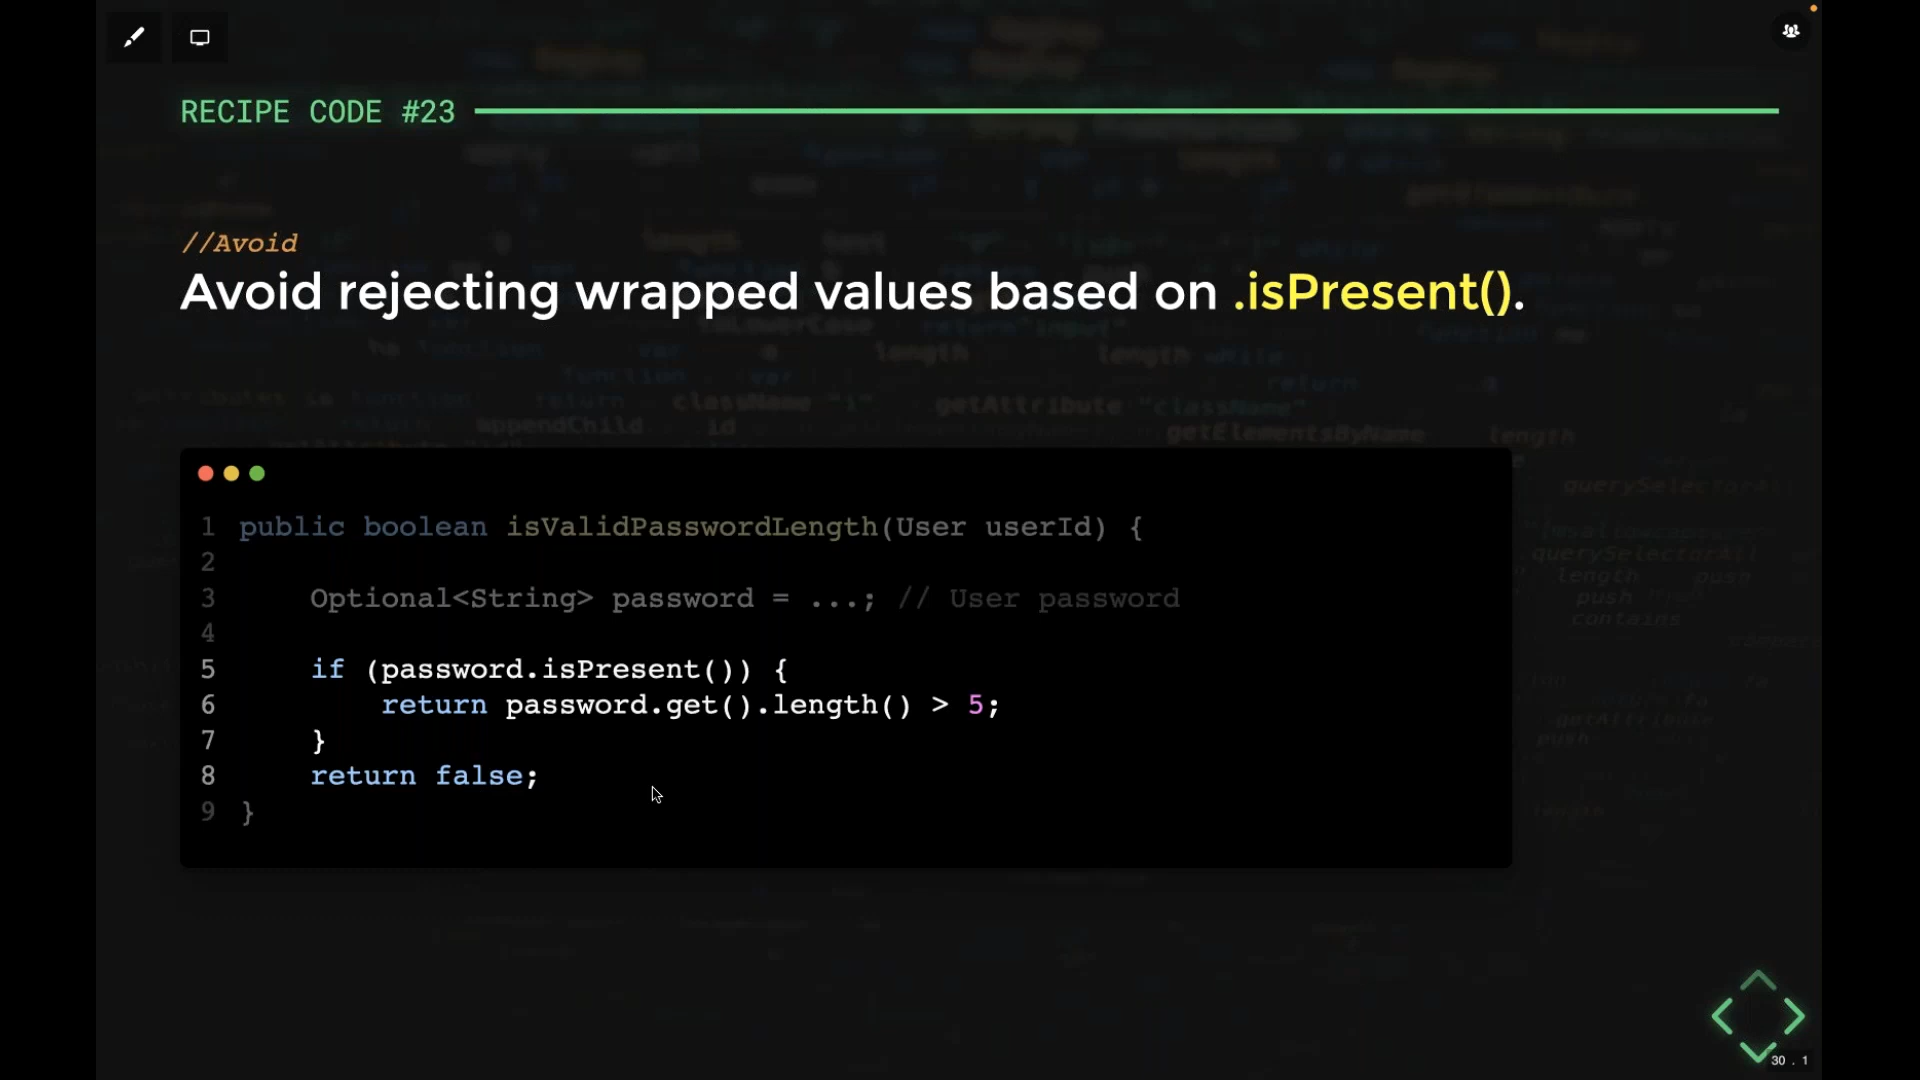 RECIPE CODE #23
//Avoid
Avoid rejecting wrapped values based on .isPresent().
1 public boolean isValidPasswordLength(User userId) {
2
3 Optional<String> password = ...; // User password
4
5 if (password.isPresent()) {
6 return password.get().length() > 5;
7 }
8 return false;
9 }
30 . 1